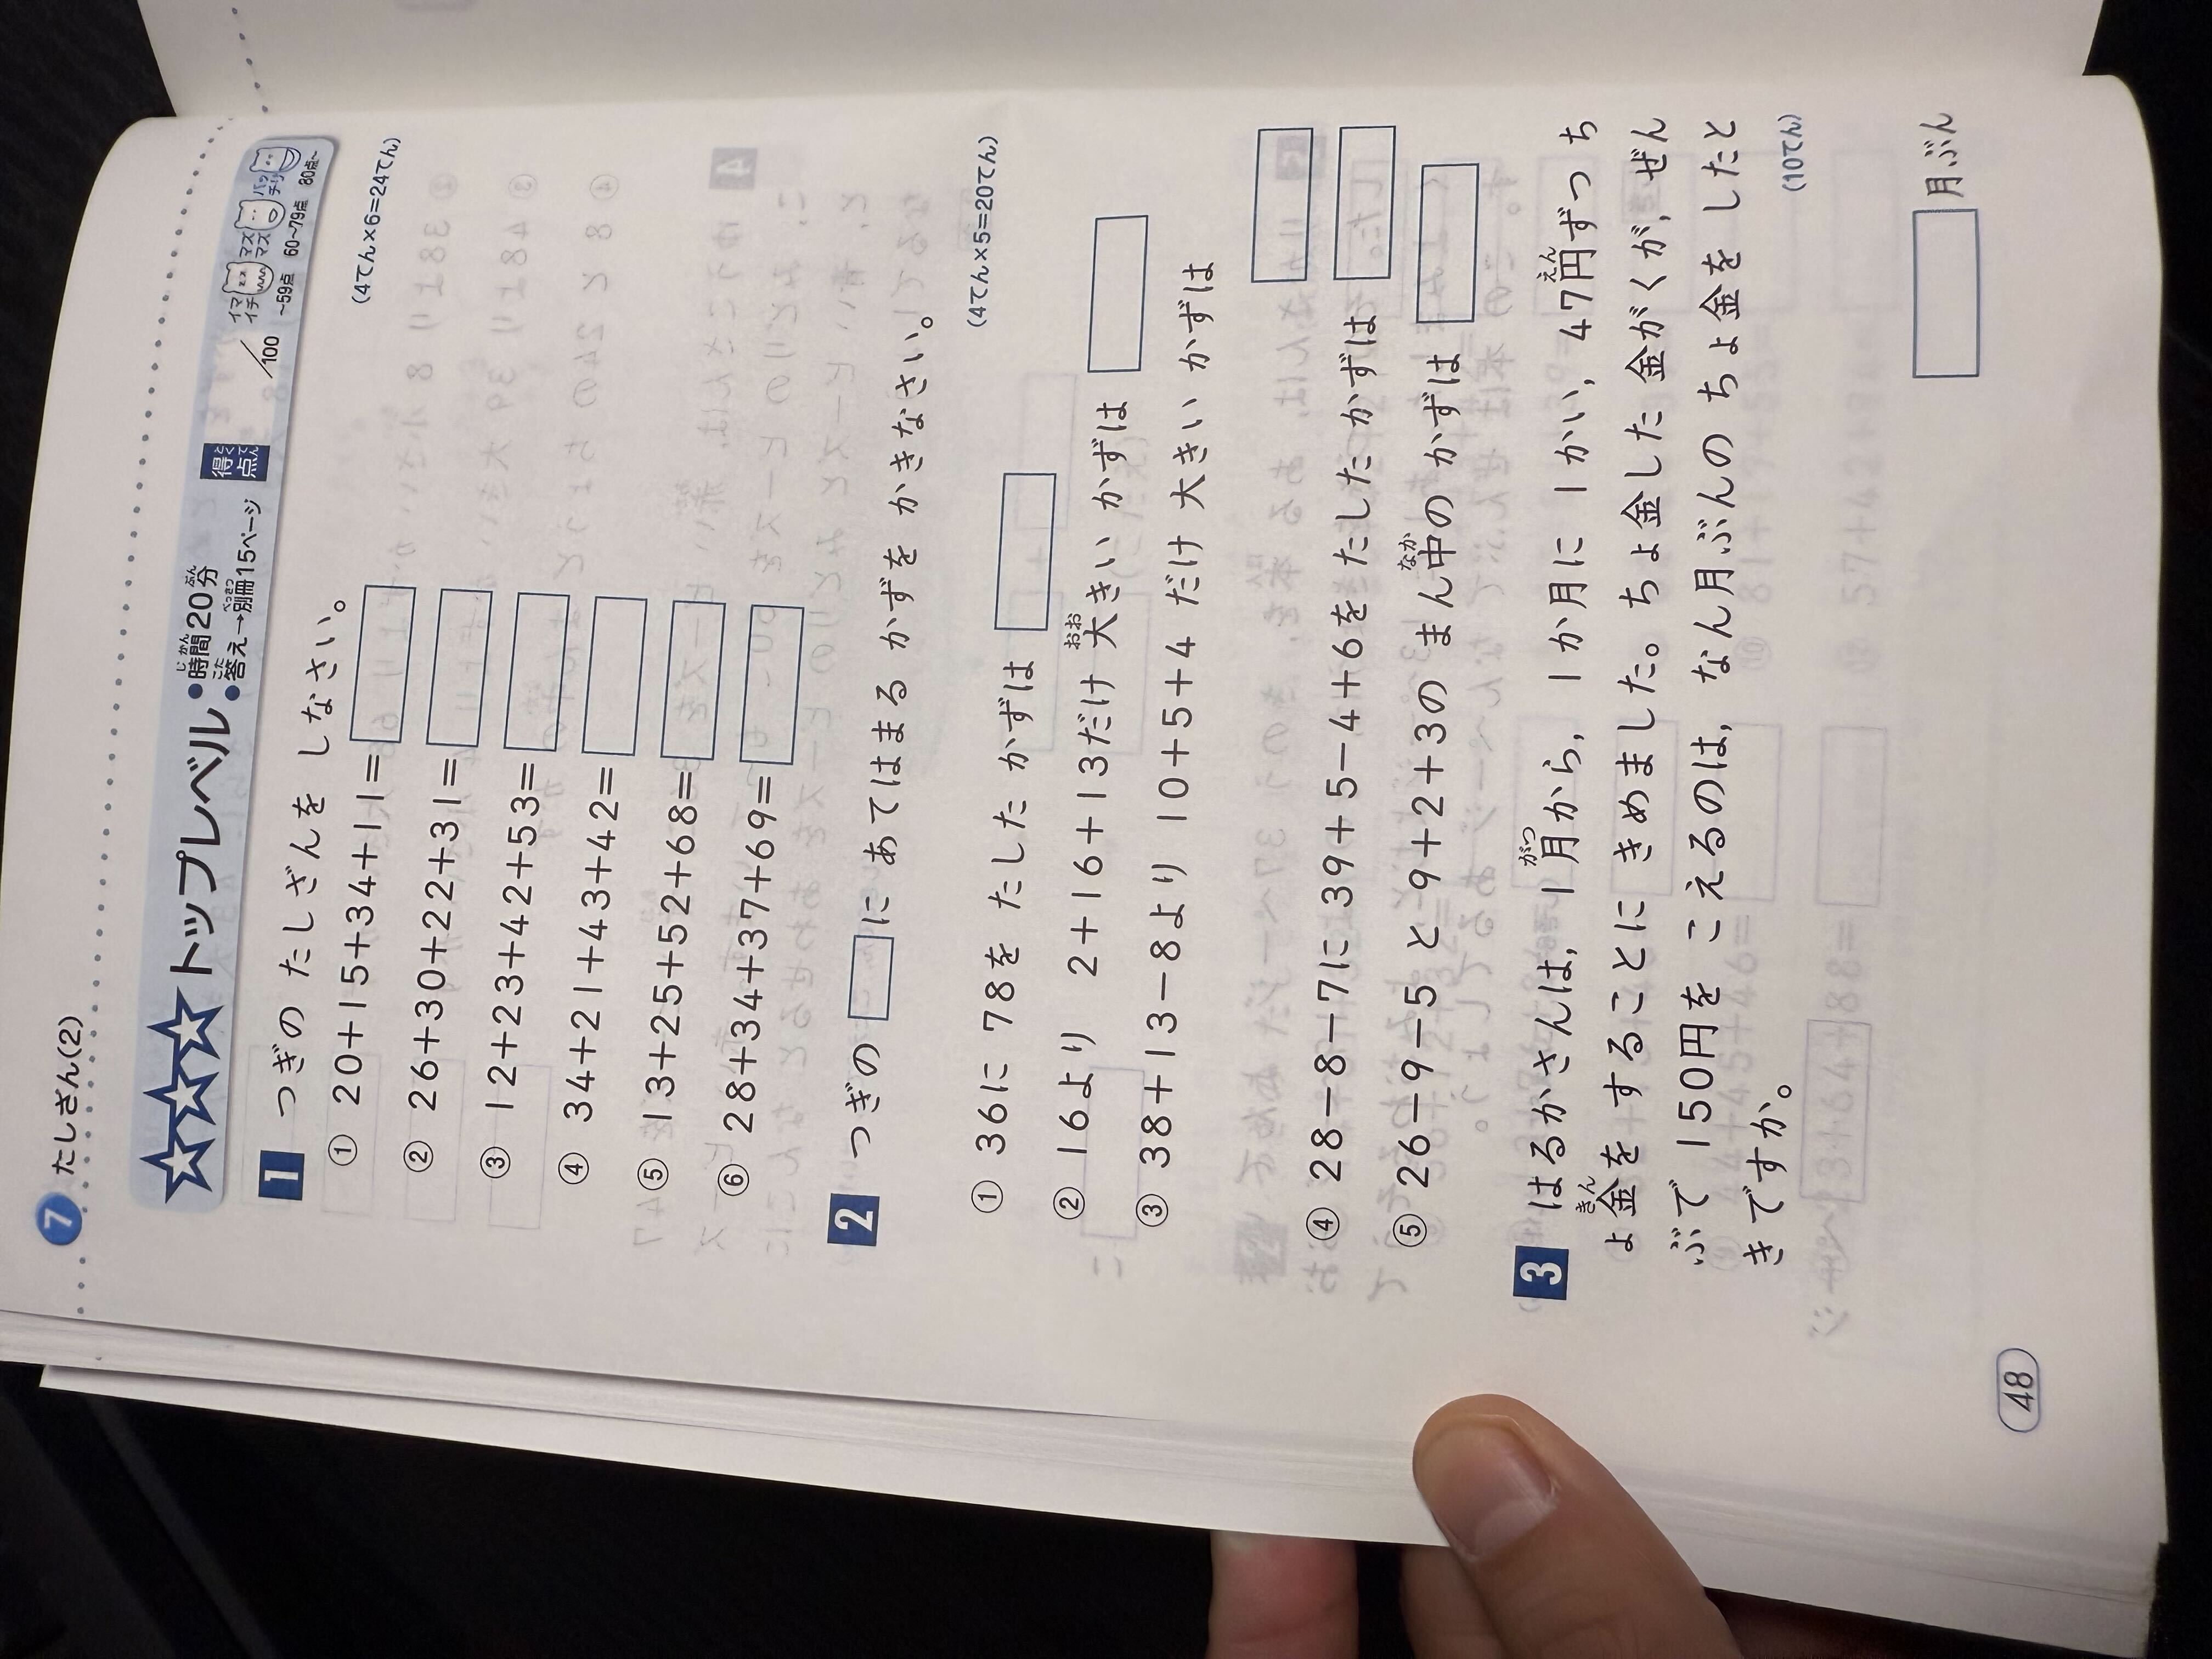 7 たしざん(2)
トップレベル
●時間20分
●答え→別冊15ページ
得点
/100
イマイチ ~59点
マズマズ 60~79点
バッチリ 80点~
1 つぎの たしざんを しなさい。
(4てん×6=24てん)
① 20+15+34+11=
② 26+30+22+31=
③ 12+23+42+53=
④ 34+21+43+42=
⑤ 13+25+52+68=
⑥ 28+34+37+69=
2 つぎの □に あてはまる かずを かきなさい。
(4てん×5=20てん)
① 36に 78を たした かずは
② 16より 2+16+13だけ 大きい かずは
③ 38+13-8より 10+5+4 だけ 大きい かずは
④ 28-8-7に 39+5-4+6を たした かずは
⑤ 26-9-5 と 9+2+3の まん中の かずは
3 はるかさんは, 1月から, 1か月に 1かい, 47円ずつ ち
ょ金を することに きめました。ちょ金した 金がくが, ぜん
ぶで 150円を こえるのは, なん月ぶんの ちょ金を したと
きですか。
(10てん)
月ぶん
48